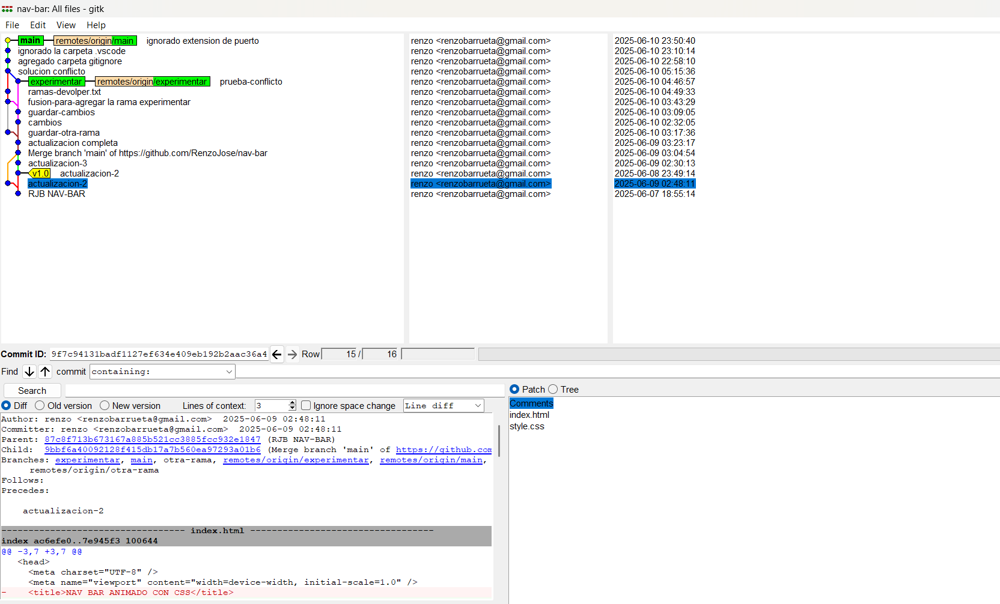 nav-bar: All files - gitk
File Edit View Help
main remotes/origin/main ignorado extension de puerto renzo <renzobarrueta@gmail.com> 2025-06-10 23:50:40
ignorado la carpeta .vscode renzo <renzobarrueta@gmail.com> 2025-06-10 23:10:14
agregado carpeta gitignore renzo <renzobarrueta@gmail.com> 2025-06-10 22:58:10
solucion conflicto renzo <renzobarrueta@gmail.com> 2025-06-10 05:15:36
experimentar remotes/origin/experimentar prueba-conflicto renzo <renzobarrueta@gmail.com> 2025-06-10 04:46:57
ramas-devolper.txt renzo <renzobarrueta@gmail.com> 2025-06-10 04:49:33
fusion-para-agregar la rama experimentar renzo <renzobarrueta@gmail.com> 2025-06-10 03:43:29
guardar-cambios renzo <renzobarrueta@gmail.com> 2025-06-10 03:09:05
cambios renzo <renzobarrueta@gmail.com> 2025-06-10 02:32:05
guardar-otra-rama renzo <renzobarrueta@gmail.com> 2025-06-10 03:17:36
actualizacion completa renzo <renzobarrueta@gmail.com> 2025-06-09 03:23:17
Merge branch 'main' of https://github.com/RenzoJose/nav-bar renzo <renzobarrueta@gmail.com> 2025-06-09 03:04:54
actualizacion-3 renzo <renzobarrueta@gmail.com> 2025-06-09 02:30:13
v1.0 actualizacion-2 renzo <renzobarrueta@gmail.com> 2025-06-08 23:49:14
actualizacion-2 renzo <renzobarrueta@gmail.com> 2025-06-09 02:48:11
RJB NAV-BAR renzo <renzobarrueta@gmail.com> 2025-06-07 18:55:14
Commit ID: 9f7c94131badf1127ef634e409eb192b2aac36a4 Row 15 / 16
Find commit containing:
Search
Patch Tree
Diff Old version New version Lines of context: 3 Ignore space change Line diff
Comments
index.html
style.css
Author: renzo <renzobarrueta@gmail.com> 2025-06-09 02:48:11
Committer: renzo <renzobarrueta@gmail.com> 2025-06-09 02:48:11
Parent: 87c8f713b673167a885b521cc3885fcc932e1847 (RJB NAV-BAR)
Child: 9bbf6a40092128f415db17a7b560ea97293a01b6 (Merge branch 'main' of https://github.com
Branches: experimentar, main, otra-rama, remotes/origin/experimentar, remotes/origin/main,
remotes/origin/otra-rama
Follows:
Precedes:
actualizacion-2
---------------------------------- index.html ----------------------------------
index ac6efe0..7e945f3 100644
@@ -3,7 +3,7 @@
<head>
<meta charset="UTF-8" />
<meta name="viewport" content="width=device-width, initial-scale=1.0" />
- <title>NAV BAR ANIMADO CON CSS</title>